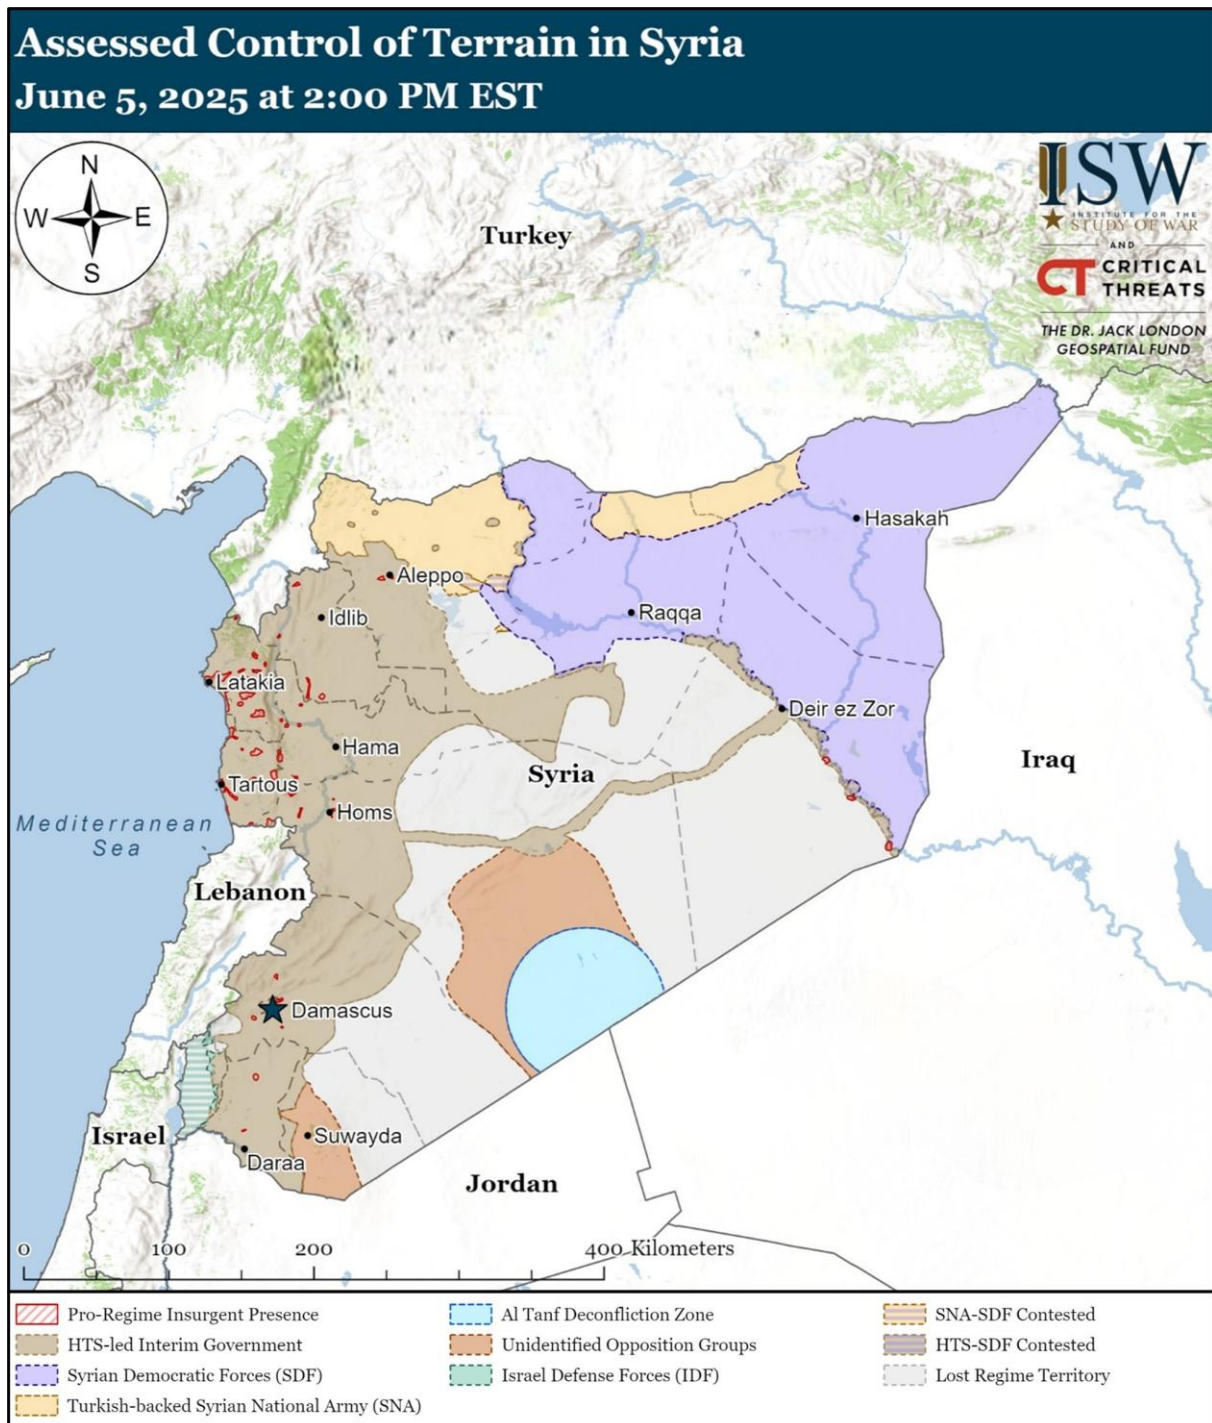 Assessed Control of Terrain in Syria
June 5, 2025 at 2:00 PM EST
N
W
E
S
ISW
INSTITUTE FOR THE
STUDY OF WAR
AND
CT CRITICAL
THREATS
THE DR. JACK LONDON
GEOSPATIAL FUND
Turkey
Hasakah
Aleppo
Idlib
Raqqa
Latakia
Deir ez Zor
Hama
Syria
Iraq
Tartous
Homs
Mediterranean
Sea
Lebanon
Damascus
Israel
Suwayda
Daraa
Jordan
0 100 200 400 Kilometers
Pro-Regime Insurgent Presence
HTS-led Interim Government
Syrian Democratic Forces (SDF)
Turkish-backed Syrian National Army (SNA)
Al Tanf Deconfliction Zone
Unidentified Opposition Groups
Israel Defense Forces (IDF)
SNA-SDF Contested
HTS-SDF Contested
Lost Regime Territory